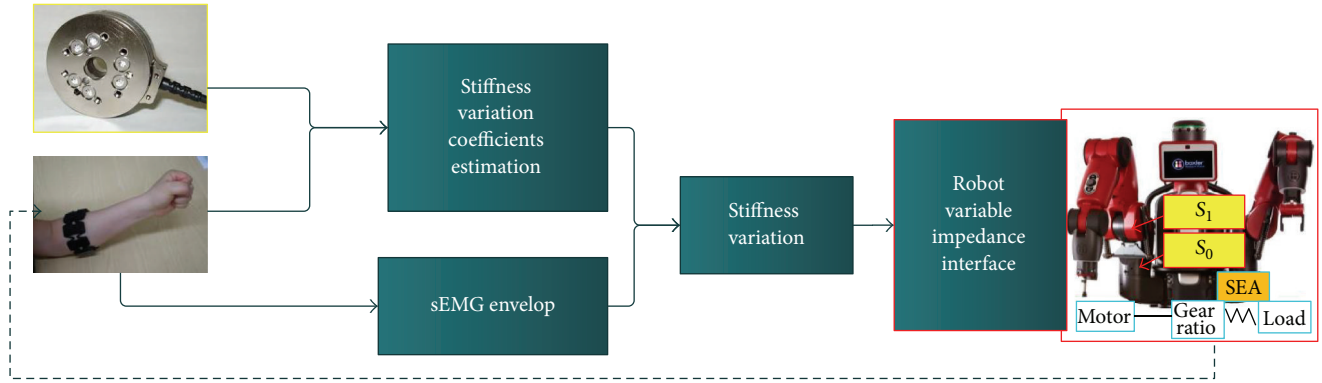 Stiffness
variation
coefficients
estimation
sEMG envelop
Stiffness
variation
Robot
variable
impedance
interface
baxter
S₁
S₀
SEA
Motor
Gear
ratio
Load